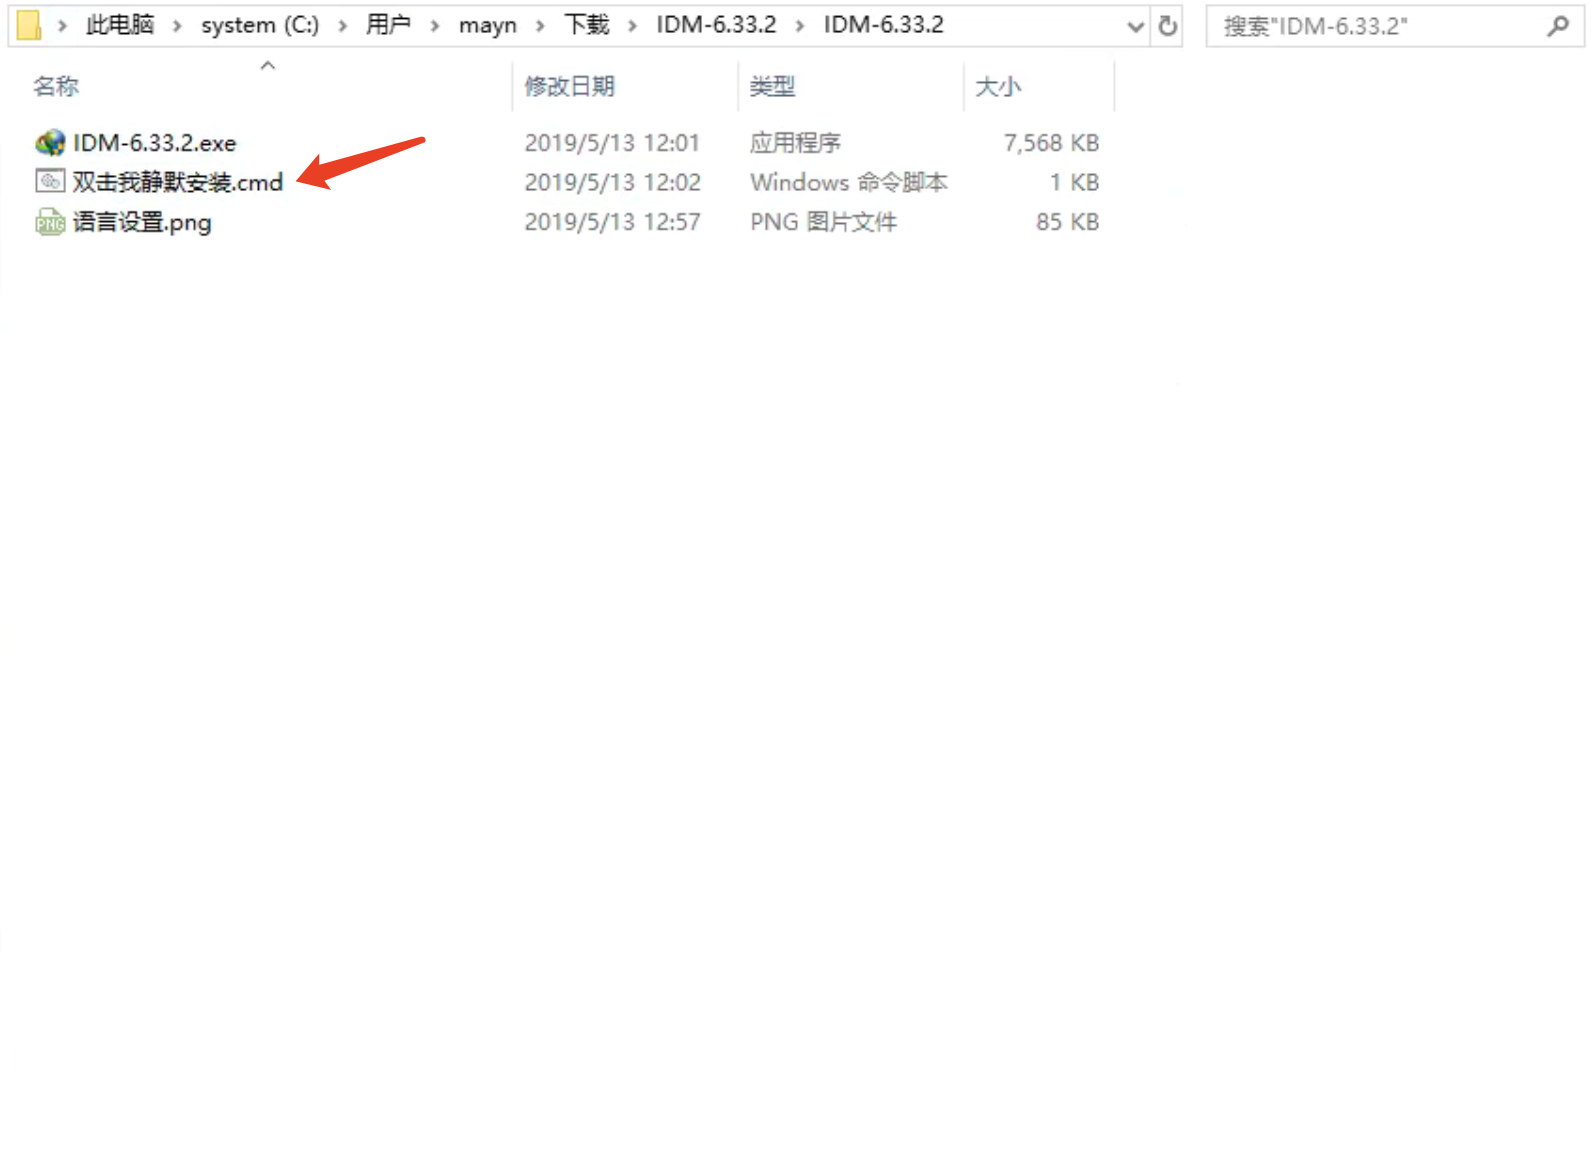 此电脑 › system (C:) › 用户 › mayn › 下载 › IDM-6.33.2 › IDM-6.33.2 搜索"IDM-6.33.2"
名称 修改日期 类型 大小
IDM-6.33.2.exe 2019/5/13 12:01 应用程序 7,568 KB
双击我静默安装.cmd 2019/5/13 12:02 Windows 命令脚本 1 KB
PNG 语言设置.png 2019/5/13 12:57 PNG 图片文件 85 KB